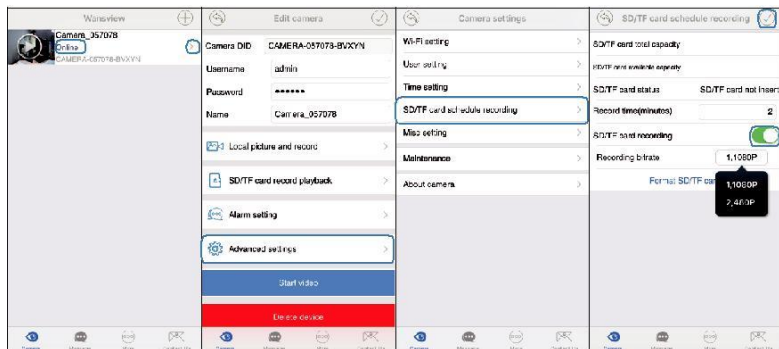 Wansview
Camera_057078
Online
CAMERA-057078-BVXYN
Edit camera
Camera DID CAMERA-057078-BVXYN
Username admin
Password ••••••
Name Camera_057078
Local picture and record
SD/TF card record playback
Alarm setting
Advanced settings
Start video
Delete device
Camera settings
Wi-Fi setting
User setting
Time setting
SD/TF card schedule recording
Misc setting
Maintenance
About camera
SD/TF card schedule recording
SD/TF card total capacity
SD/TF card available capacity
SD/TF card status SD/TF card not insert
Record time(minutes) 2
SD/TF card recording
Recording bitrate 1,1080P
Format SD/TF car
1,1080P
2,480P